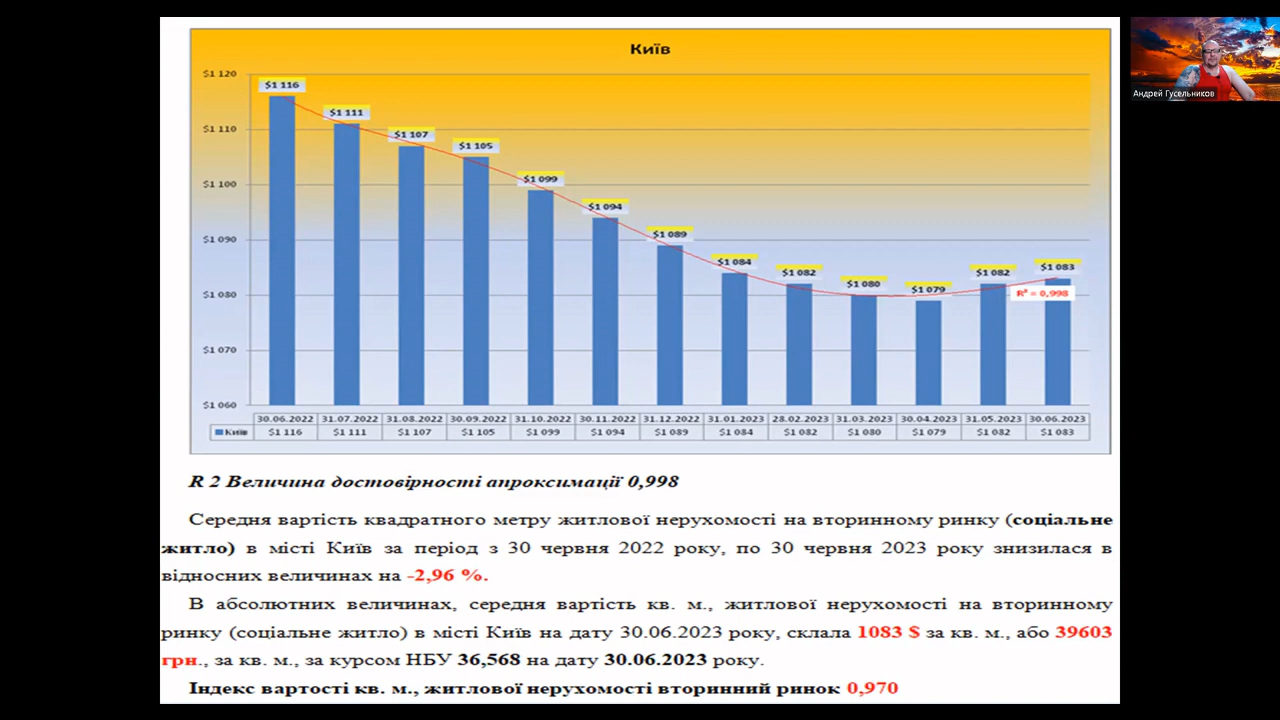 Київ
$1 120
$1 110
$1 100
$1 090
$1 080
$1 070
$1 060
$1 116
$1 111
$1 107
$1 105
$1 099
$1 094
$1 089
$1 084
$1 082
$1 080
$1 079
$1 082
$1 083
R² = 0,998
30.06.2022 31.07.2022 31.08.2022 30.09.2022 31.10.2022 30.11.2022 31.12.2022 31.01.2023 28.02.2023 31.03.2023 30.04.2023 31.05.2023 30.06.2023
Київ $1 116 $1 111 $1 107 $1 105 $1 099 $1 094 $1 089 $1 084 $1 082 $1 080 $1 079 $1 082 $1 083
R 2 Величина достовірності апроксимації 0,998
Середня вартість квадратного метру житлової нерухомості на вторинному ринку (соціальне
житло) в місті Київ за період з 30 червня 2022 року, по 30 червня 2023 року знизилася в
відносних величинах на -2,96 %.
В абсолютних величинах, середня вартість кв. м., житлової нерухомості на вторинному
ринку (соціальне житло) в місті Київ на дату 30.06.2023 року, склала 1083 $ за кв. м., або 39603
грн., за кв. м., за курсом НБУ 36,568 на дату 30.06.2023 року.
Індекс вартості кв. м., житлової нерухомості вторинний ринок 0,970
Андрей Гусельников